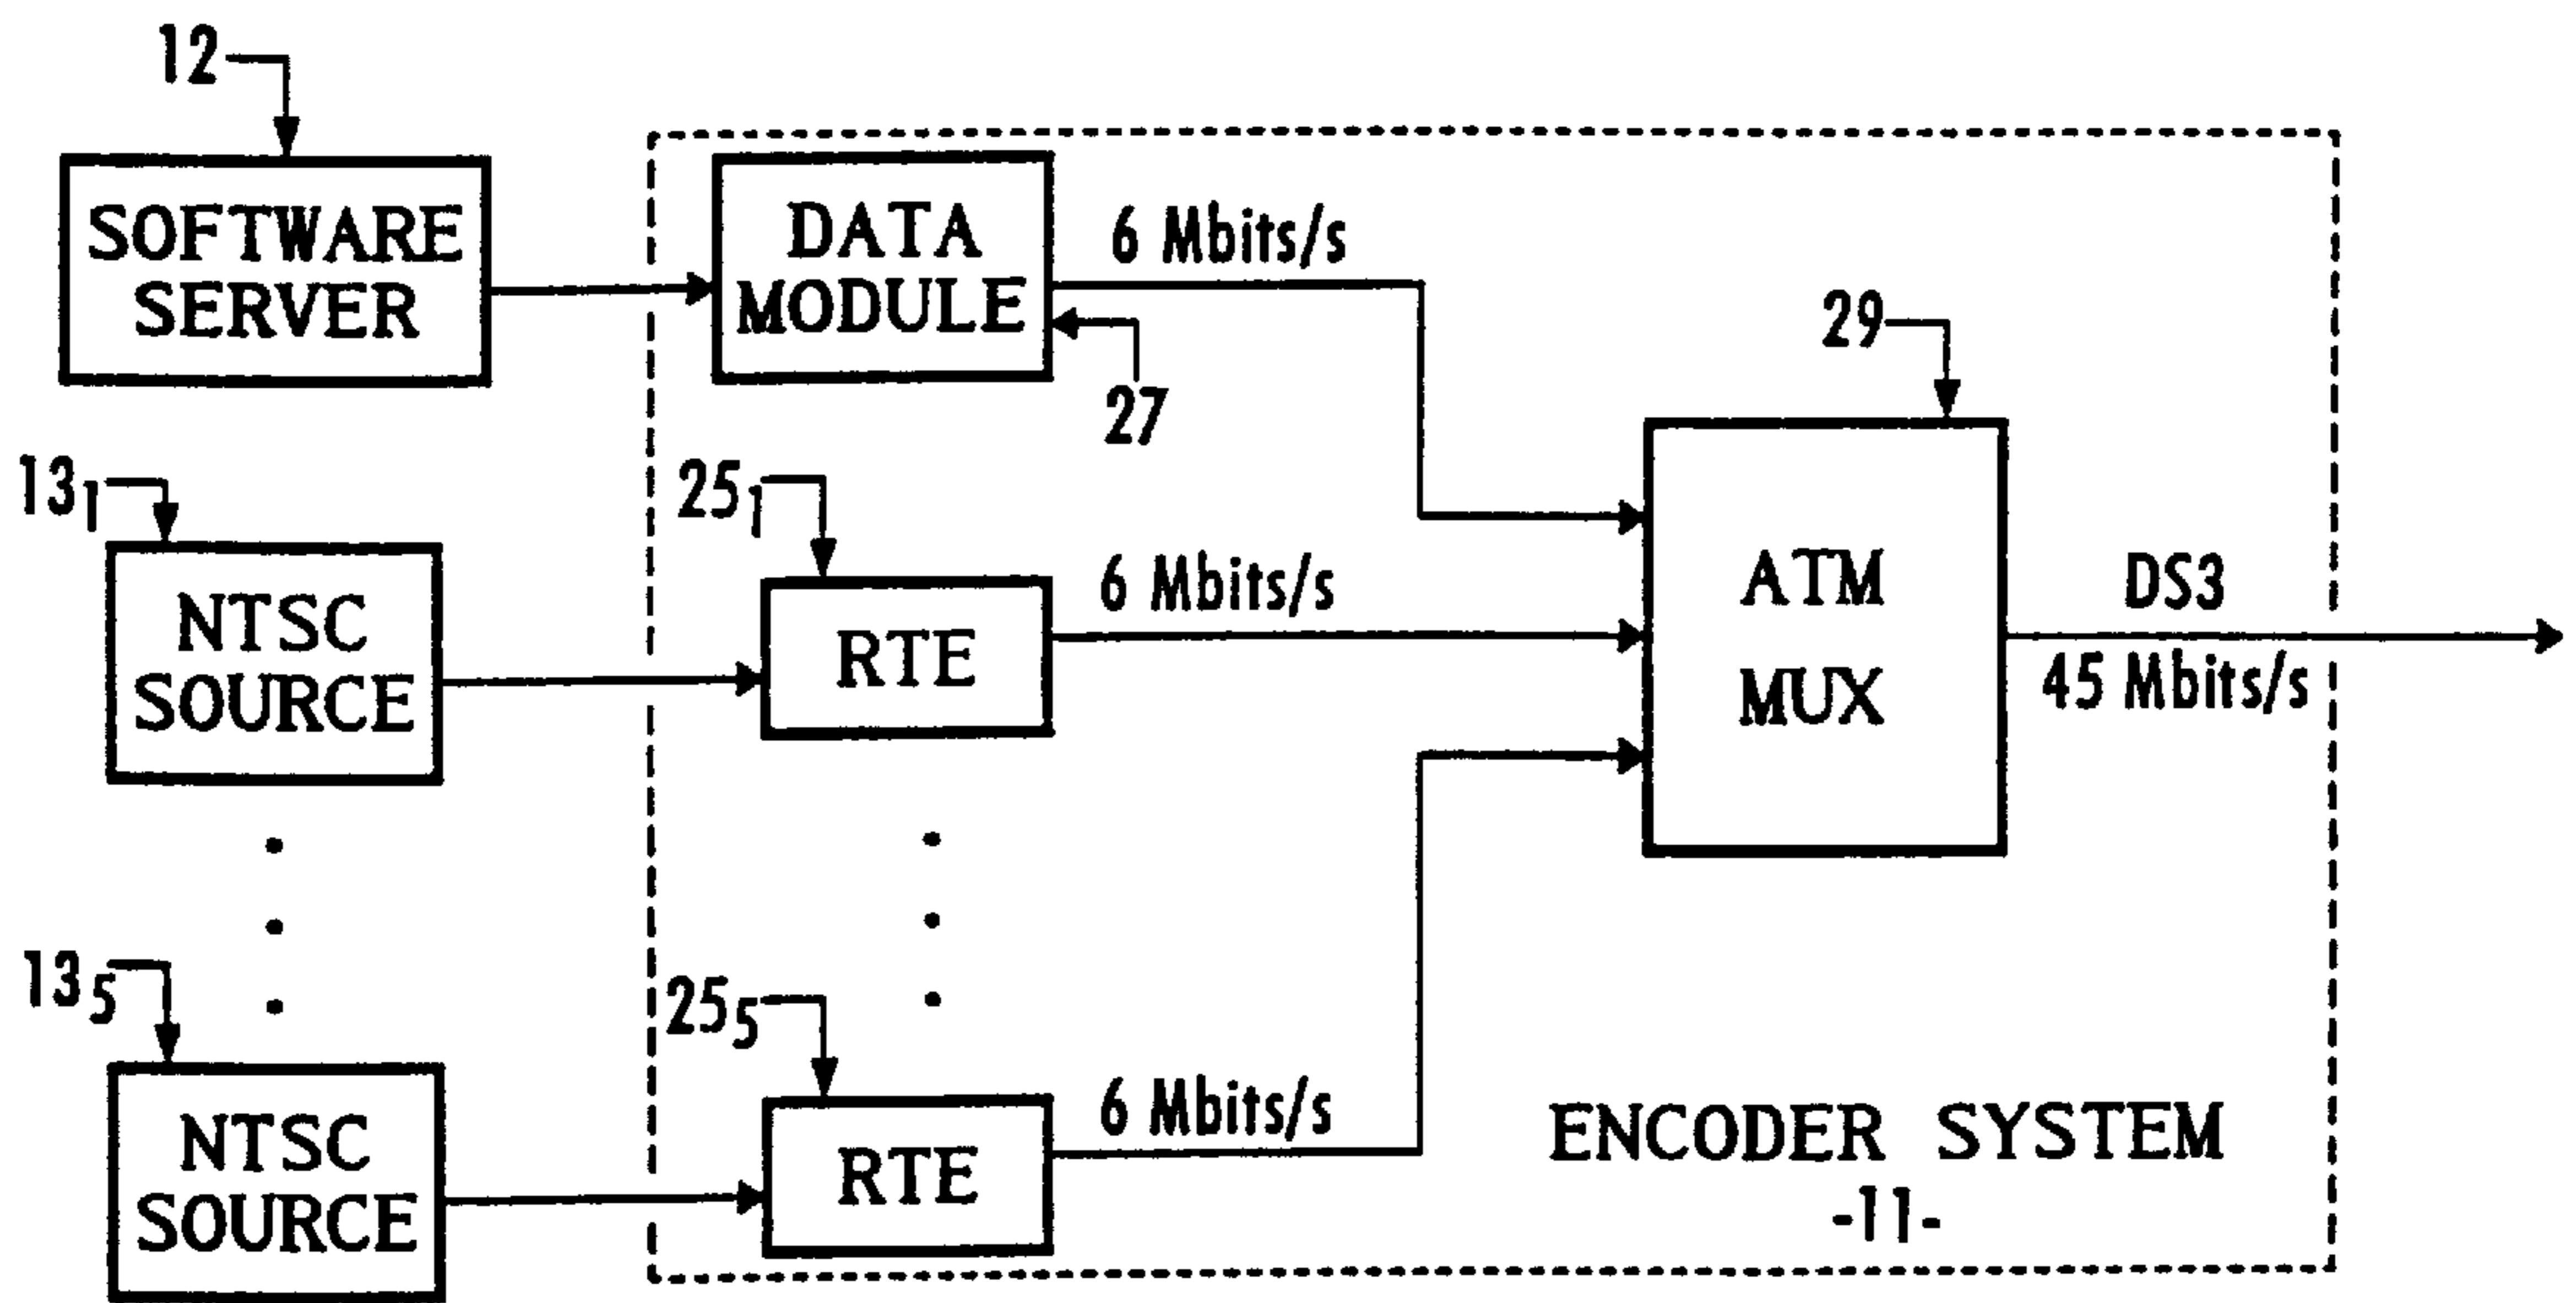 12
SOFTWARE
SERVER
DATA
MODULE
6 Mbits/s
27
29
13₁
NTSC
SOURCE
25₁
RTE
6 Mbits/s
ATM
MUX
DS3
45 Mbits/s
13₅
NTSC
SOURCE
25₅
RTE
6 Mbits/s
ENCODER SYSTEM
-11-